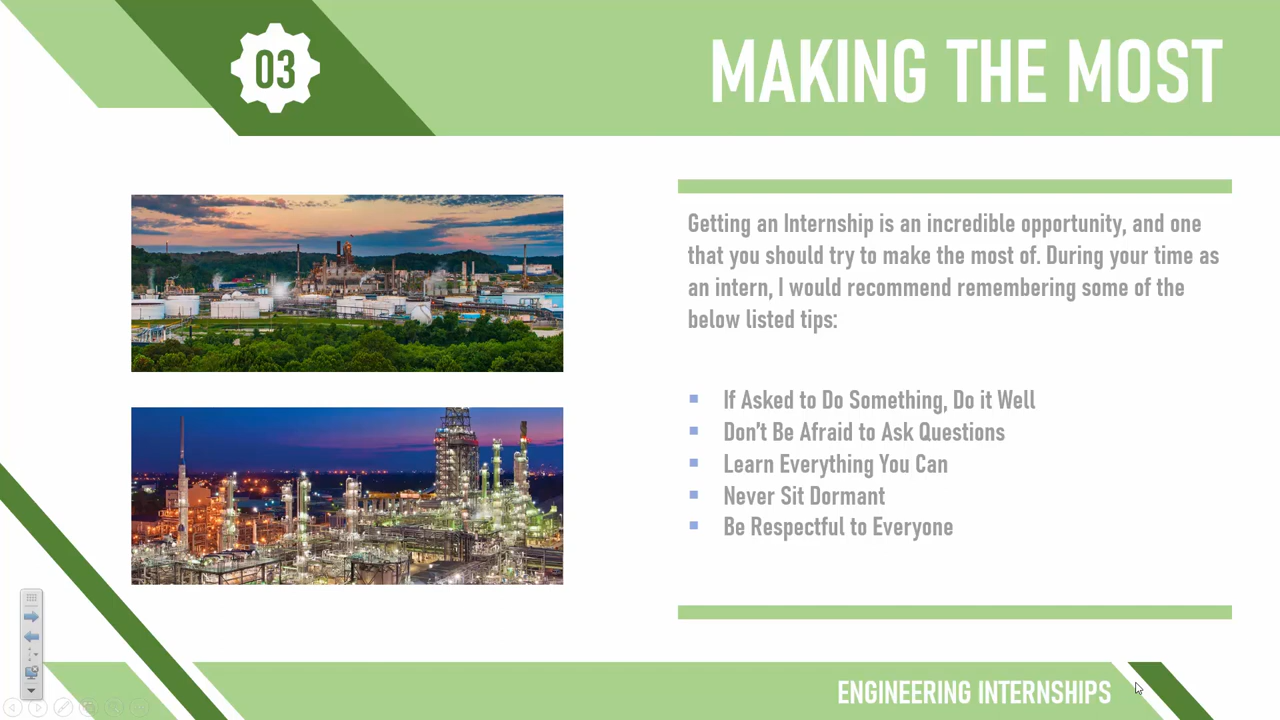 03
MAKING THE MOST
Getting an Internship is an incredible opportunity, and one
that you should try to make the most of. During your time as
an intern, I would recommend remembering some of the
below listed tips:
If Asked to Do Something, Do it Well
Don't Be Afraid to Ask Questions
Learn Everything You Can
Never Sit Dormant
Be Respectful to Everyone
ENGINEERING INTERNSHIPS